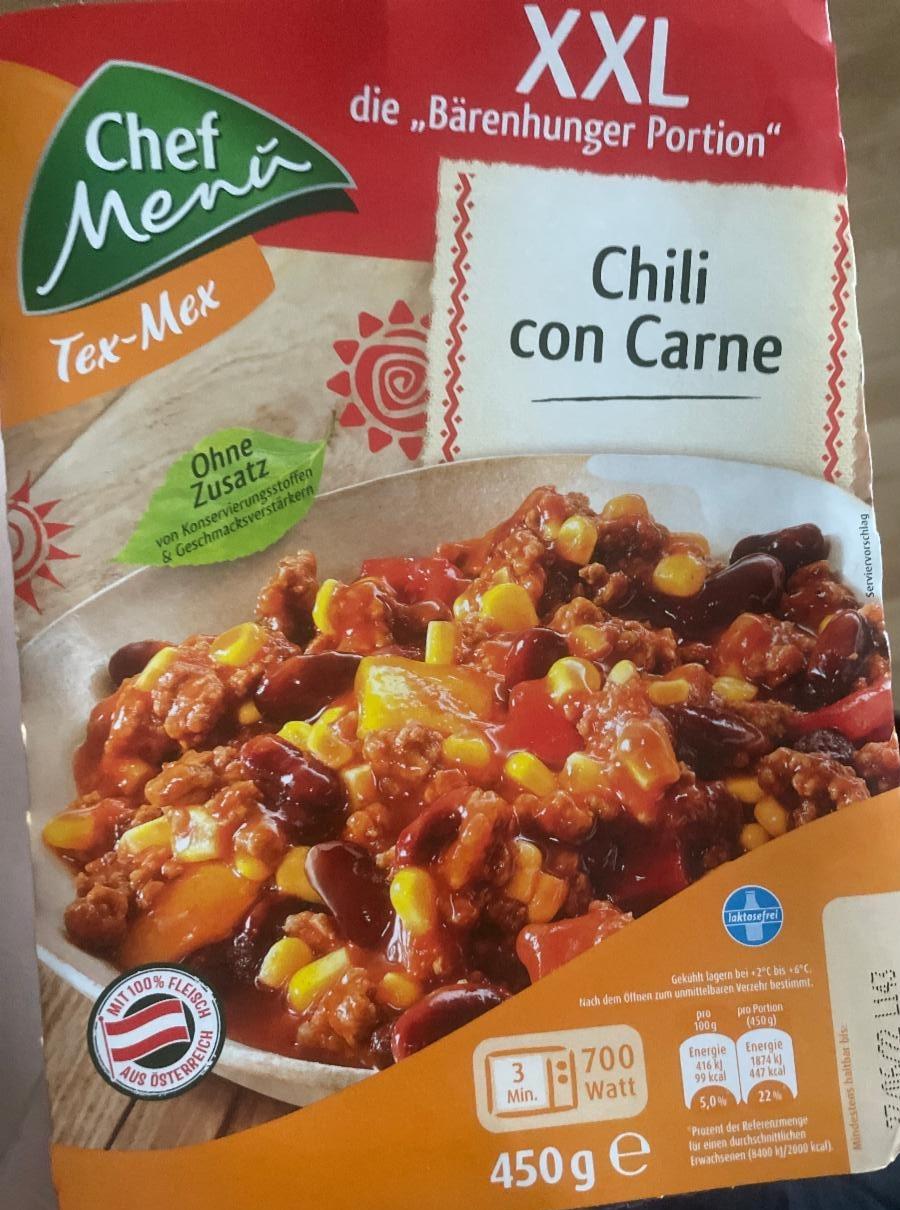 XXL
die „Bärenhunger Portion“
Chef
Menü
Tex-Mex
Chili
con Carne
Ohne
Zusatz
von Konservierungsstoffen
& Geschmacksverstärkern
Serviervorschlag
laktosefrei
MIT 100% FLEISCH
AUS ÖSTERREICH
Gekühlt lagern bei +2°C bis +6°C.
Nach dem Öffnen zum unmittelbaren Verzehr bestimmt.
3
Min.
700
Watt
pro
100g
Energie
416 kJ
99 kcal
5,0%
pro Portion
(450g)
Energie
1874 kJ
447 kcal
22%
*Prozent der Referenzmenge
für einen durchschnittlichen
Erwachsenen (8400 kJ/2000 kcal).
450g e
Mindestens haltbar bis: